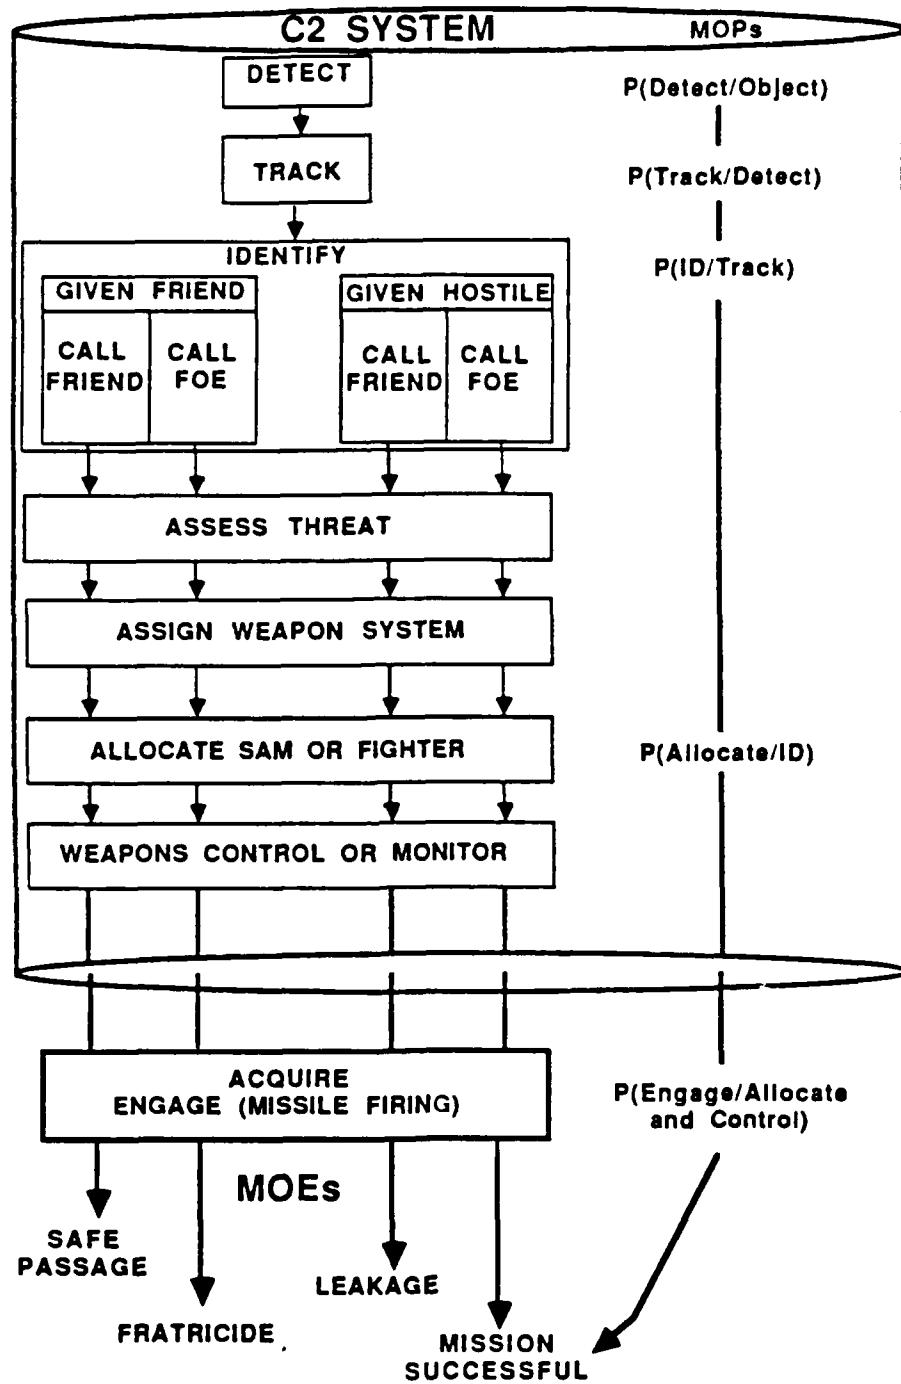 C2 SYSTEM MOPs
DETECT
P(Detect/Object)
TRACK
P(Track/Detect)
IDENTIFY
P(ID/Track)
GIVEN FRIEND
GIVEN HOSTILE
CALL
FRIEND
CALL
FOE
CALL
FRIEND
CALL
FOE
ASSESS THREAT
ASSIGN WEAPON SYSTEM
ALLOCATE SAM OR FIGHTER
P(Allocate/ID)
WEAPONS CONTROL OR MONITOR
ACQUIRE
ENGAGE (MISSILE FIRING)
P(Engage/Allocate
and Control)
MOEs
SAFE
PASSAGE
FRATRICIDE
LEAKAGE
MISSION
SUCCESSFUL